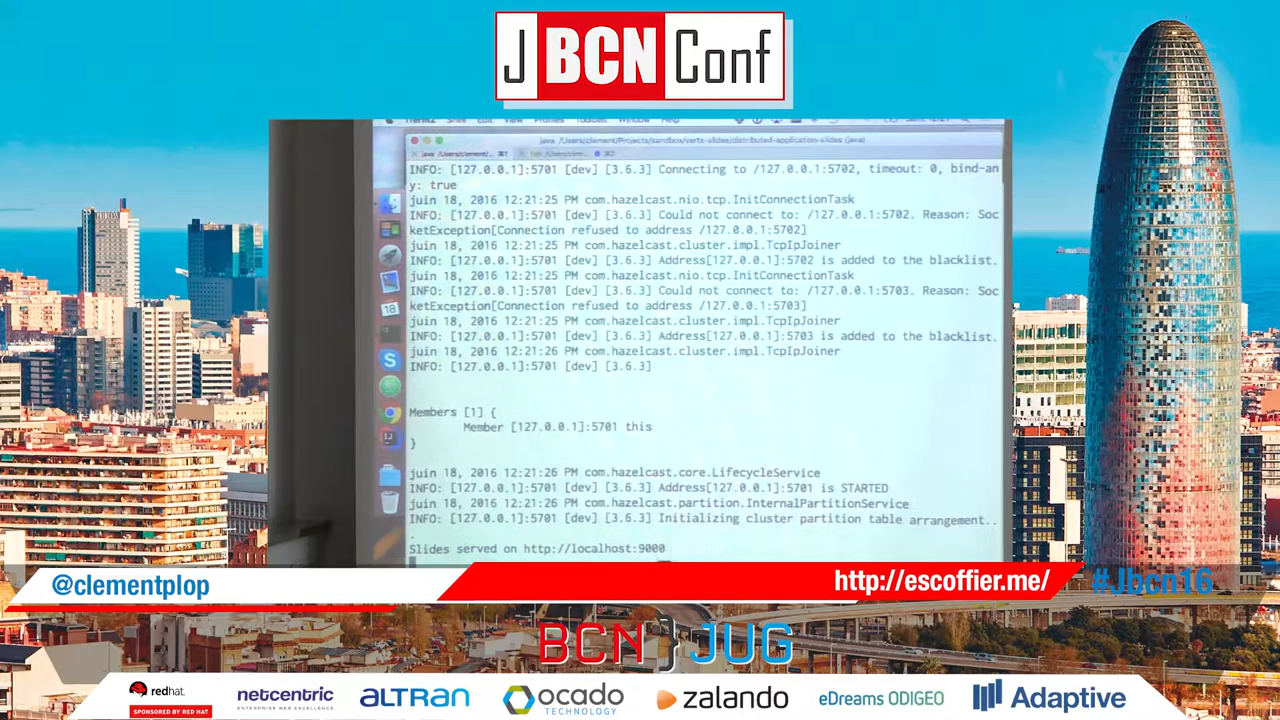 J BCN Conf
java /Users/clement/Projects/sandbox/vertx-slides/distributed-application-slides (java)
INFO: [127.0.0.1]:5701 [dev] [3.6.3] Connecting to /127.0.0.1:5702, timeout: 0, bind-an
y: true
juin 18, 2016 12:21:25 PM com.hazelcast.nio.tcp.InitConnectionTask
INFO: [127.0.0.1]:5701 [dev] [3.6.3] Could not connect to: /127.0.0.1:5702. Reason: Soc
ketException[Connection refused to address /127.0.0.1:5702]
juin 18, 2016 12:21:25 PM com.hazelcast.cluster.impl.TcpIpJoiner
INFO: [127.0.0.1]:5701 [dev] [3.6.3] Address[127.0.0.1]:5702 is added to the blacklist.
juin 18, 2016 12:21:25 PM com.hazelcast.nio.tcp.InitConnectionTask
INFO: [127.0.0.1]:5701 [dev] [3.6.3] Could not connect to: /127.0.0.1:5703. Reason: Soc
ketException[Connection refused to address /127.0.0.1:5703]
juin 18, 2016 12:21:25 PM com.hazelcast.cluster.impl.TcpIpJoiner
INFO: [127.0.0.1]:5701 [dev] [3.6.3] Address[127.0.0.1]:5703 is added to the blacklist.
juin 18, 2016 12:21:26 PM com.hazelcast.cluster.impl.TcpIpJoiner
INFO: [127.0.0.1]:5701 [dev] [3.6.3]
Members [1] {
Member [127.0.0.1]:5701 this
}
juin 18, 2016 12:21:26 PM com.hazelcast.core.LifecycleService
INFO: [127.0.0.1]:5701 [dev] [3.6.3] Address[127.0.0.1]:5701 is STARTED
juin 18, 2016 12:21:26 PM com.hazelcast.partition.InternalPartitionService
INFO: [127.0.0.1]:5701 [dev] [3.6.3] Initializing cluster partition table arrangement..
.
Slides served on http://localhost:9000
18
@clementplop
http://escoffier.me/
#Jbcn16
BCN JUG
redhat.
SPONSORED BY RED HAT
netcentric
ENTERPRISE WEB EXCELLENCE
ALTRAN
ocado
TECHNOLOGY
zalando
eDreams ODIGEO
Adaptive